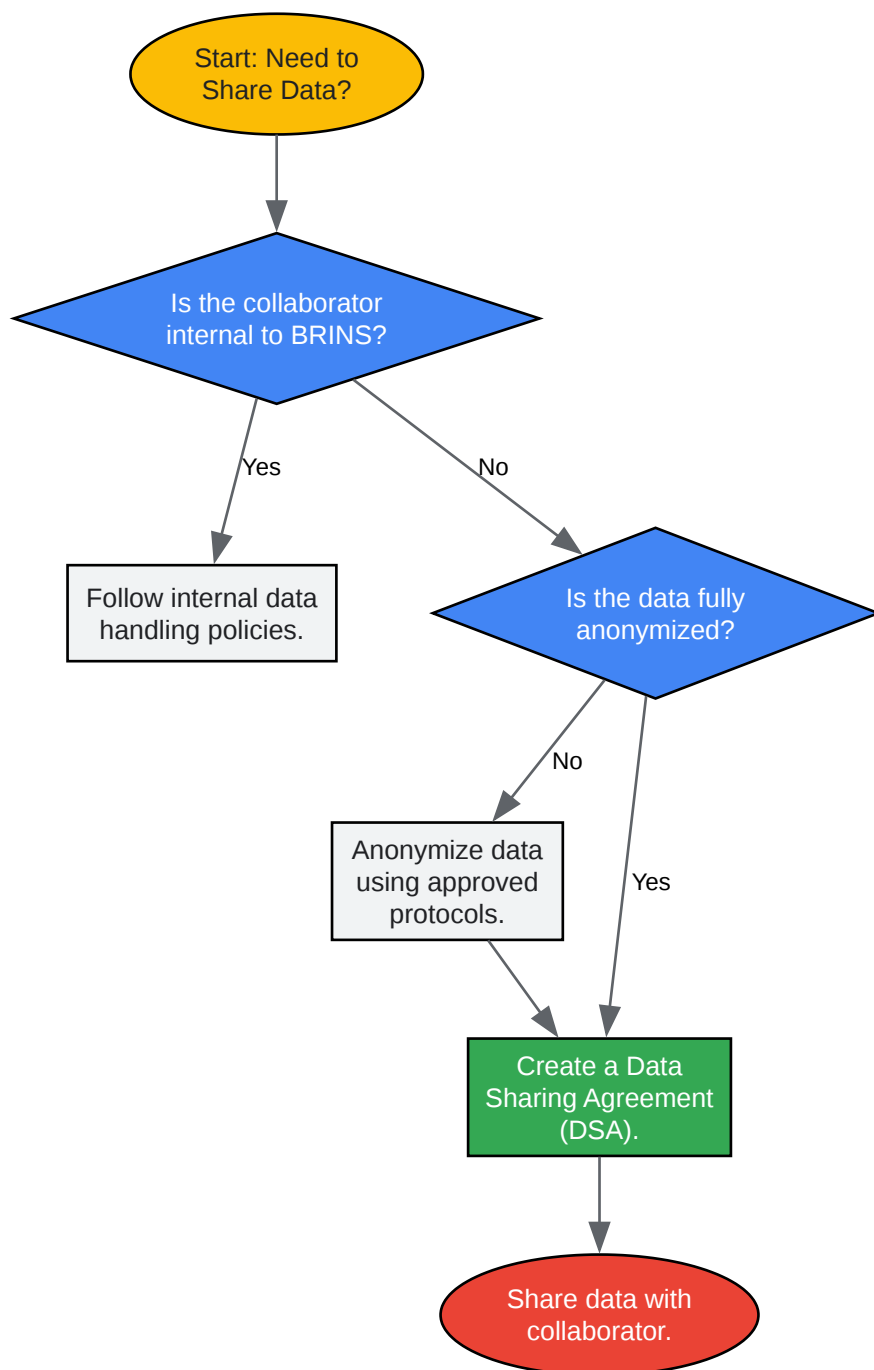 Start: Need to
Share Data?
Is the collaborator
internal to BRINS?
Yes
No
Follow internal data
handling policies.
Is the data fully
anonymized?
No
Yes
Anonymize data
using approved
protocols.
Create a Data
Sharing Agreement
(DSA).
Share data with
collaborator.